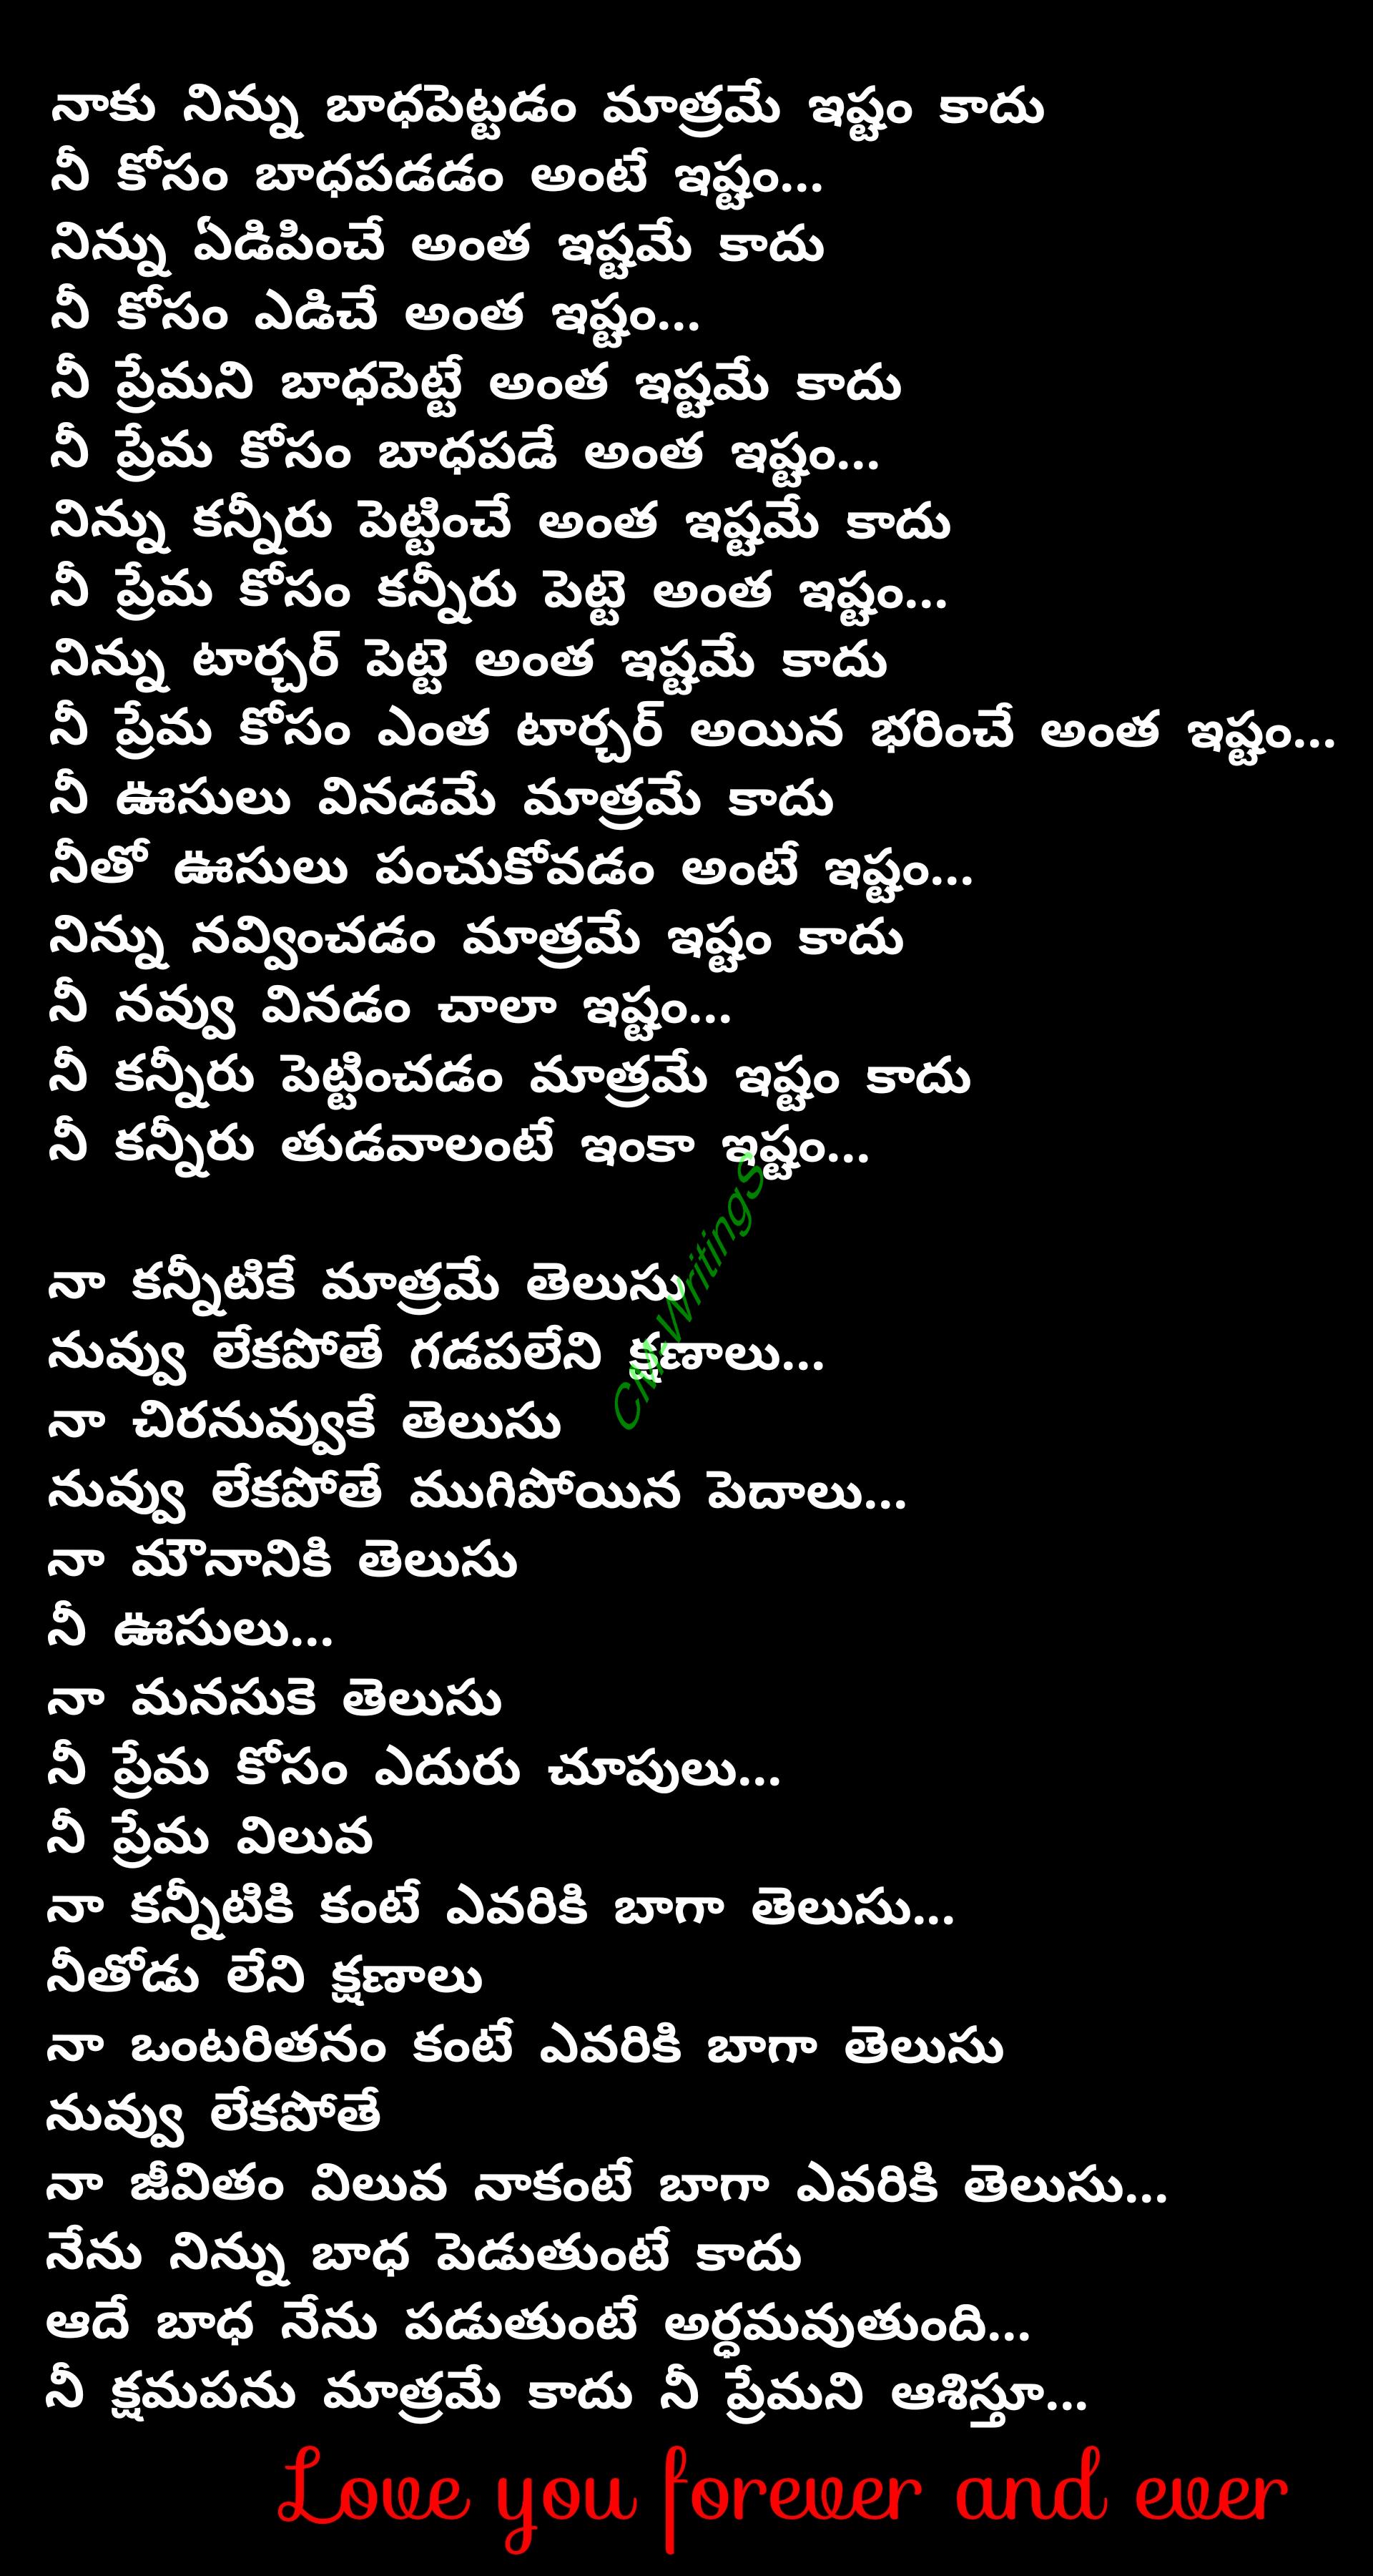 నాకు నిన్ను బాధపెట్టడం మాత్రమే ఇష్టం కాదు
నీ కోసం బాధపడడం అంటే ఇష్టం...
నిన్ను ఏడిపించే అంత ఇష్టమే కాదు
నీ కోసం ఎడిచే అంత ఇష్టం...
నీ ప్రేమని బాధపెట్టే అంత ఇష్టమే కాదు
నీ ప్రేమ కోసం బాధపడే అంత ఇష్టం...
నిన్ను కన్నీరు పెట్టించే అంత ఇష్టమే కాదు
నీ ప్రేమ కోసం కన్నీరు పెట్టె అంత ఇష్టం...
నిన్ను టార్చర్ పెట్టె అంత ఇష్టమే కాదు
నీ ప్రేమ కోసం ఎంత టార్చర్ అయిన భరించే అంత ఇష్టం...
నీ ఊసులు వినడమే మాత్రమే కాదు
నీతో ఊసులు పంచుకోవడం అంటే ఇష్టం...
నిన్ను నవ్వించడం మాత్రమే ఇష్టం కాదు
నీ నవ్వు వినడం చాలా ఇష్టం...
నీ కన్నీరు పెట్టించడం మాత్రమే ఇష్టం కాదు
నీ కన్నీరు తుడవాలంటే ఇంకా ఇష్టం...
నా కన్నీటికే మాత్రమే తెలుసు
నువ్వు లేకపోతే గడపలేని క్షణాలు...
నా చిరనువ్వుకే తెలుసు
నువ్వు లేకపోతే ముగిపోయిన పెదాలు...
నా మౌనానికి తెలుసు
నీ ఊసులు...
నా మనసుకె తెలుసు
నీ ప్రేమ కోసం ఎదురు చూపులు...
నీ ప్రేమ విలువ
నా కన్నీటికి కంటే ఎవరికి బాగా తెలుసు...
నీతోడు లేని క్షణాలు
నా ఒంటరితనం కంటే ఎవరికి బాగా తెలుసు
నువ్వు లేకపోతే
నా జీవితం విలువ నాకంటే బాగా ఎవరికి తెలుసు...
నేను నిన్ను బాధ పెడుతుంటే కాదు
ఆదే బాధ నేను పడుతుంటే అర్ధమవుతుంది...
నీ క్షమపను మాత్రమే కాదు నీ ప్రేమని ఆశిస్తూ...
Love you forever and ever
CM-WritingS